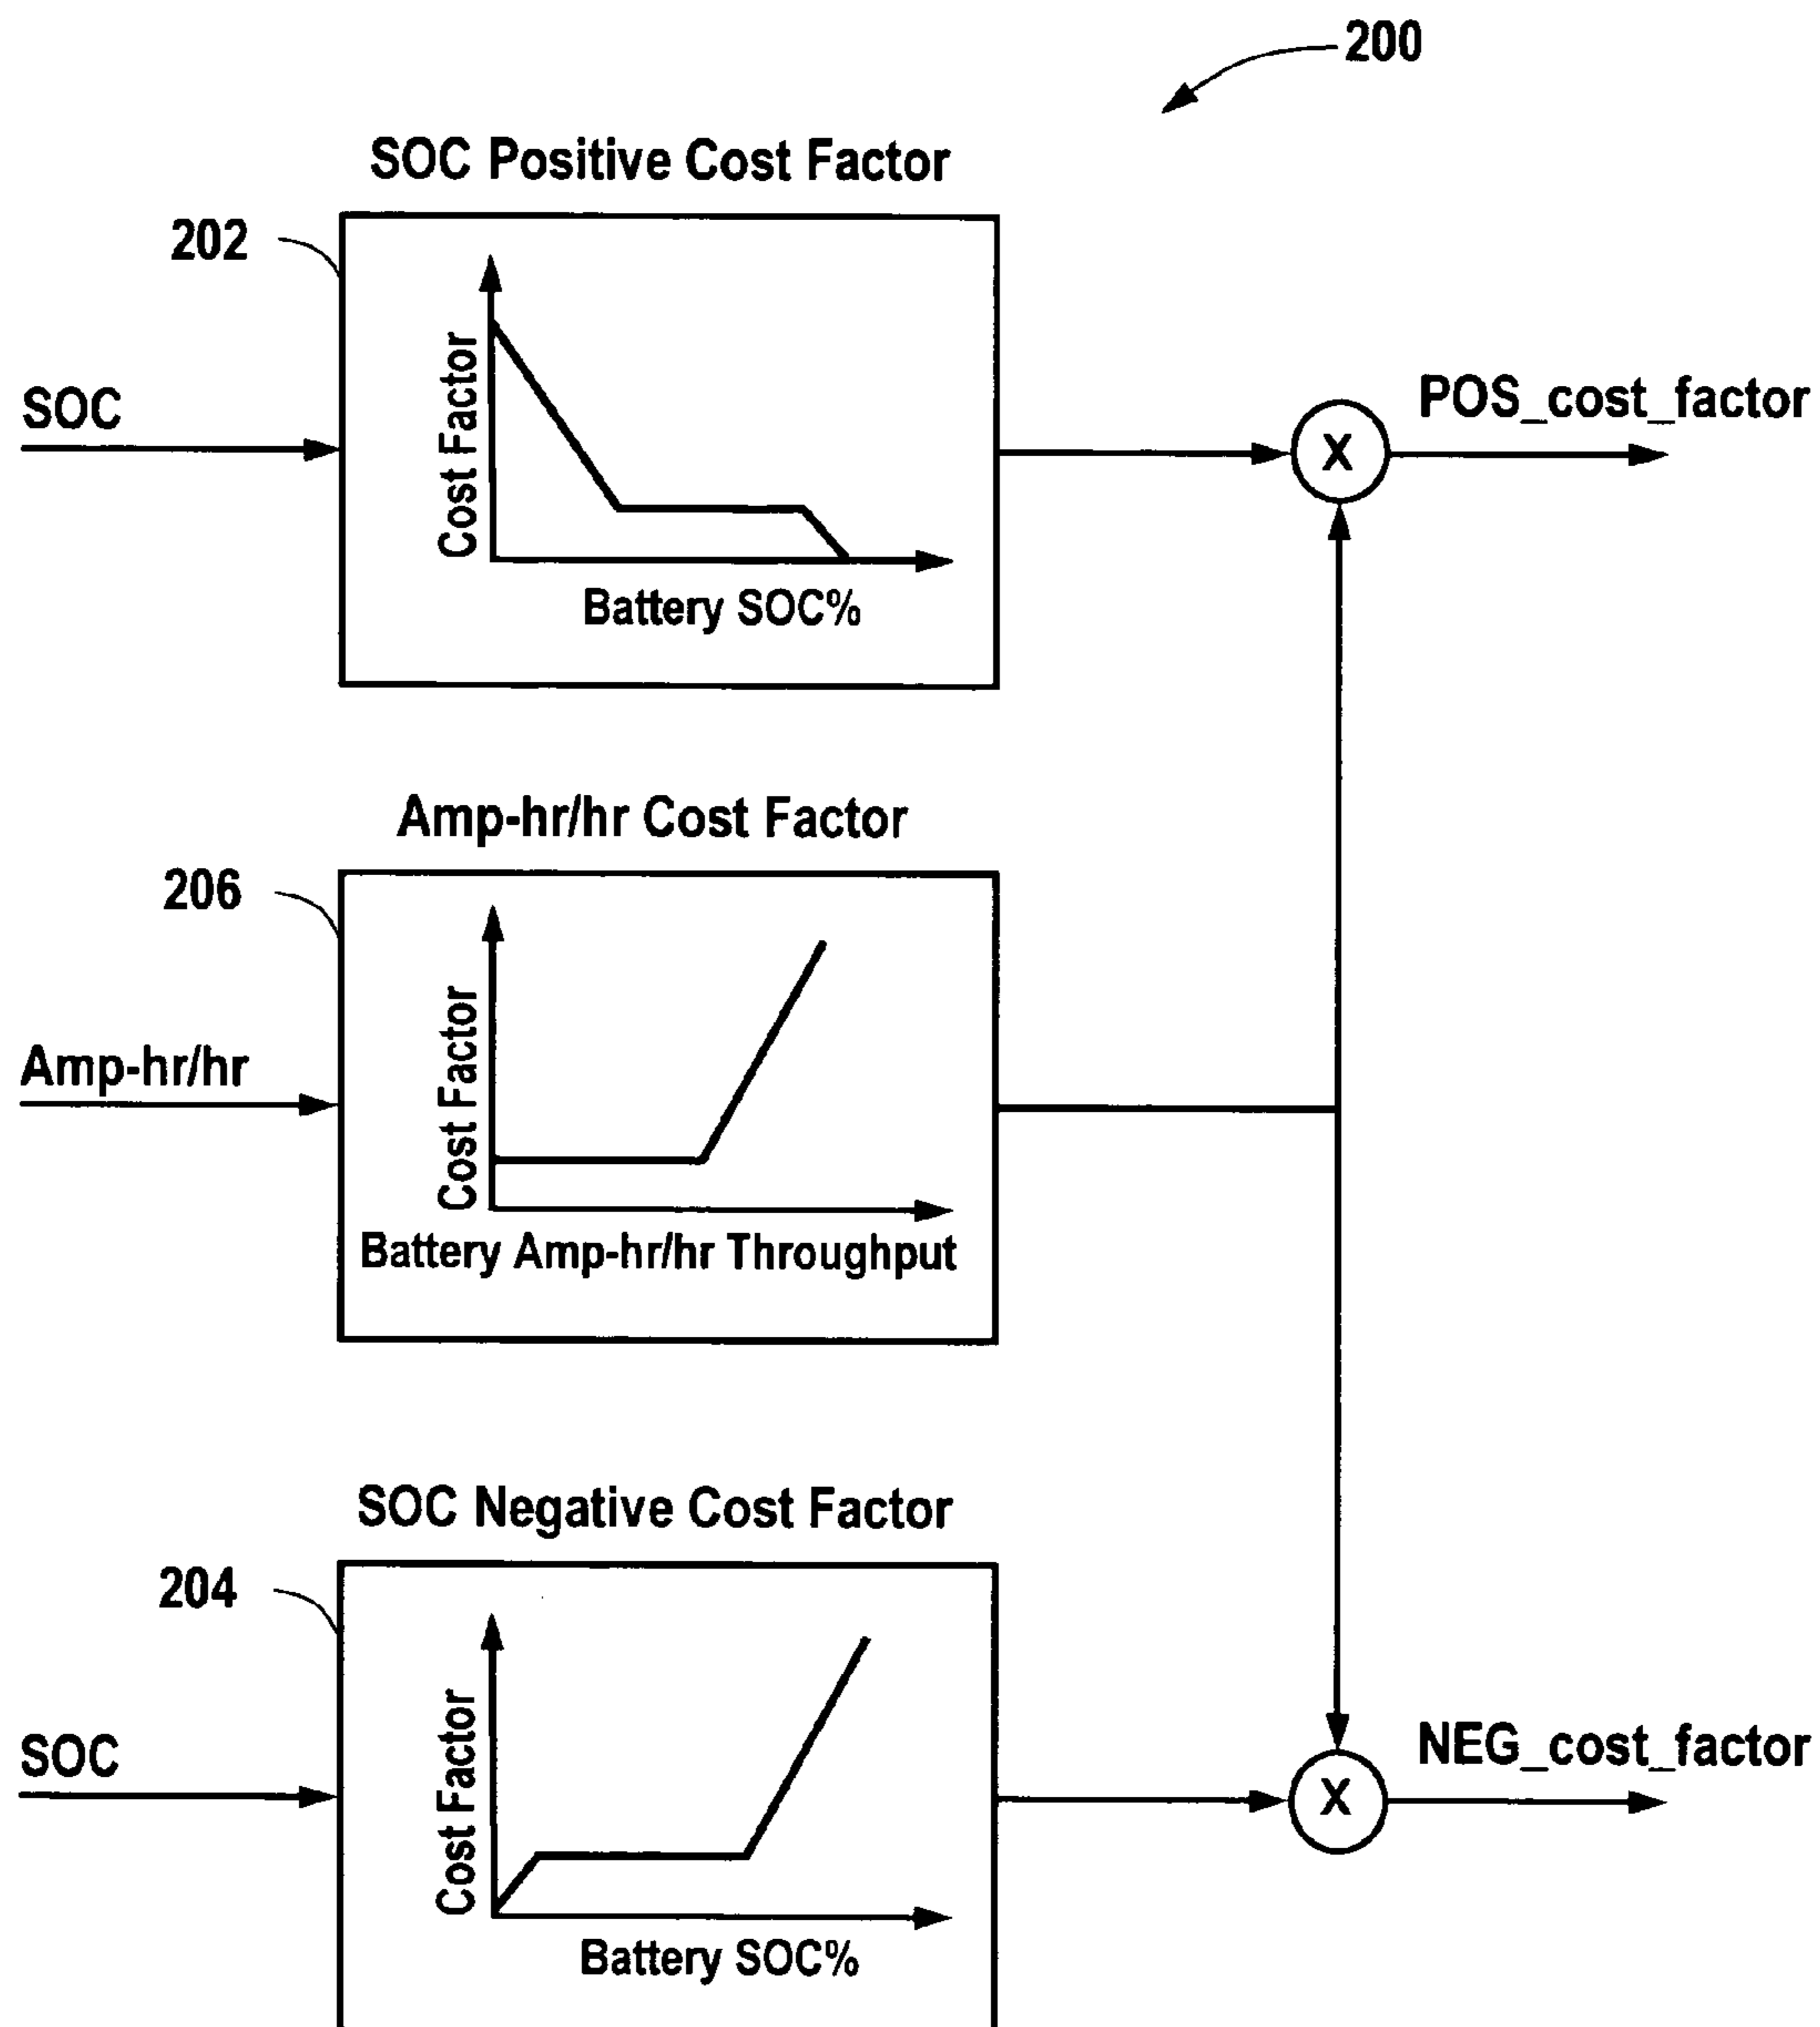 200
SOC Positive Cost Factor
202
Cost Factor
Battery SOC%
SOC
X
POS_cost_factor
Amp-hr/hr Cost Factor
206
Cost Factor
Battery Amp-hr/hr Throughput
Amp-hr/hr
SOC Negative Cost Factor
204
Cost Factor
Battery SOC%
SOC
X
NEG_cost_factor